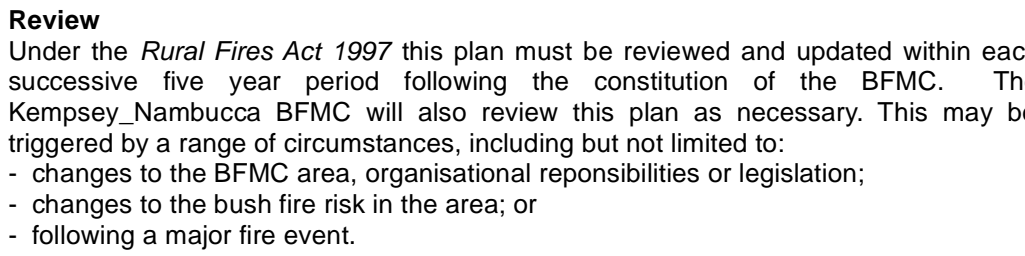 Review
Under the Rural Fires Act 1997 this plan must be reviewed and updated within eac
successive five year period following the constitution of the BFMC. Th
Kempsey_Nambucca BFMC will also review this plan as necessary. This may b
triggered by a range of circumstances, including but not limited to:
- changes to the BFMC area, organisational reponsibilities or legislation;
- changes to the bush fire risk in the area; or
- following a major fire event.